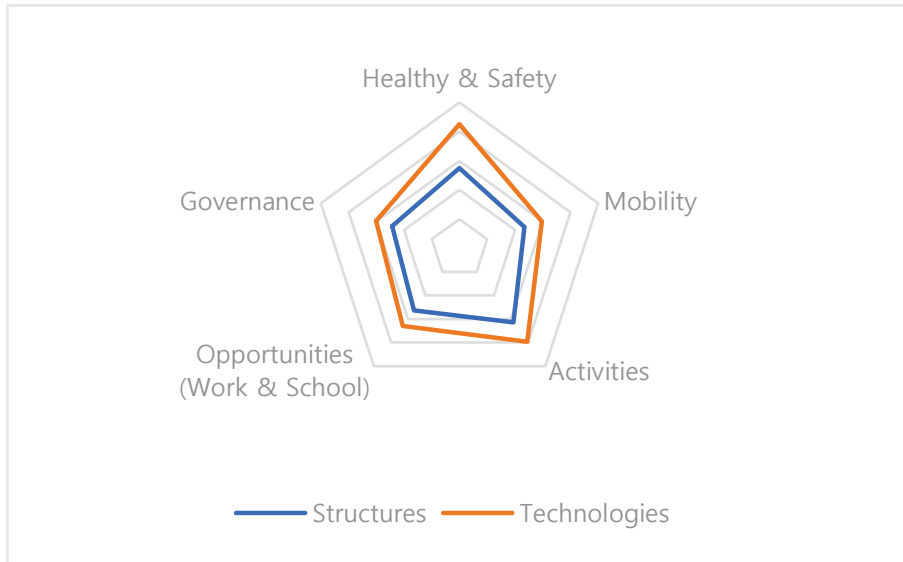 Healthy & Safety
Governance
Mobility
Opportunities
(Work & School)
Activities
Structures
Technologies